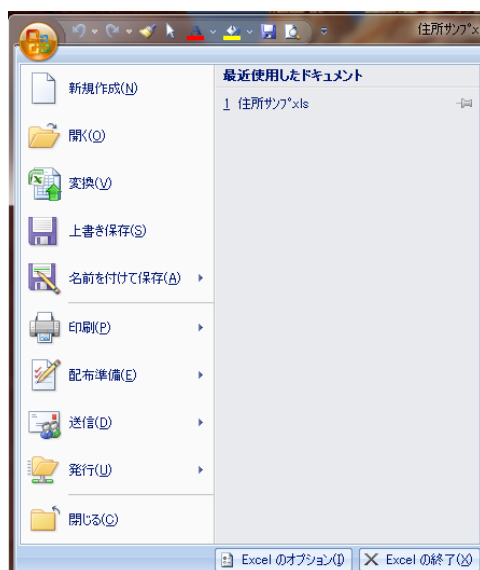 住所サンプ°x
新規作成(N)
開く(O)
変換(V)
上書き保存(S)
名前を付けて保存(A)
印刷(P)
配布準備(E)
送信(D)
発行(U)
閉じる(C)
最近使用したドキュメント
1 住所サンプ°xls
Excel のオプション(I)
Excel の終了(X)